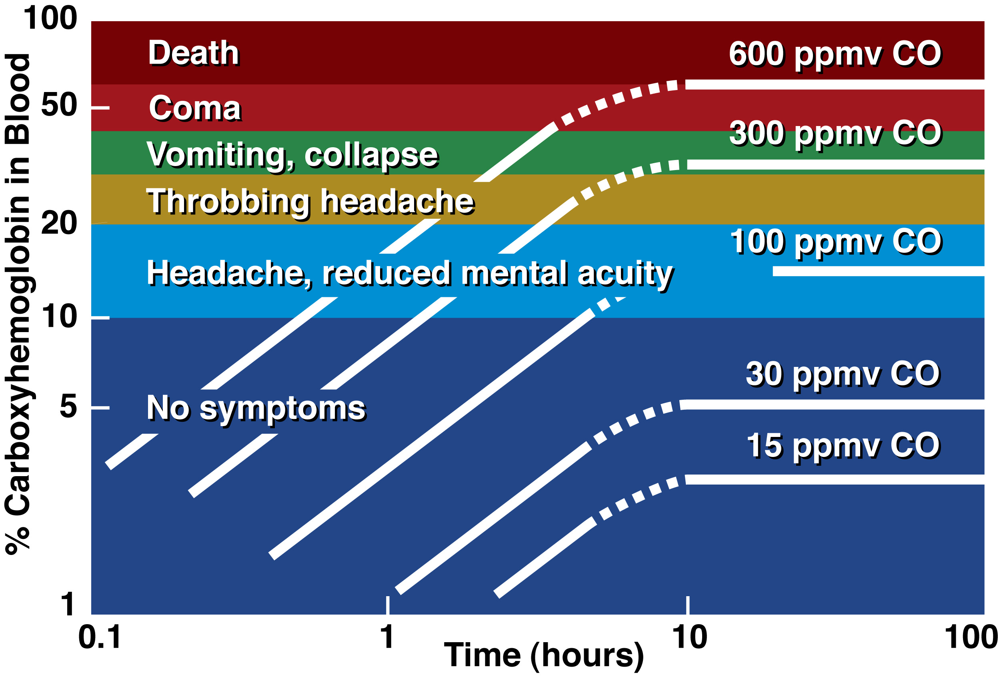 100
Death
600 ppmv CO
50
Coma
300 ppmv CO
Vomiting, collapse
Throbbing headache
20
100 ppmv CO
Headache, reduced mental acuity
10
30 ppmv CO
5
No symptoms
15 ppmv CO
1
% Carboxyhemoglobin in Blood
0.1
1
10
100
Time (hours)